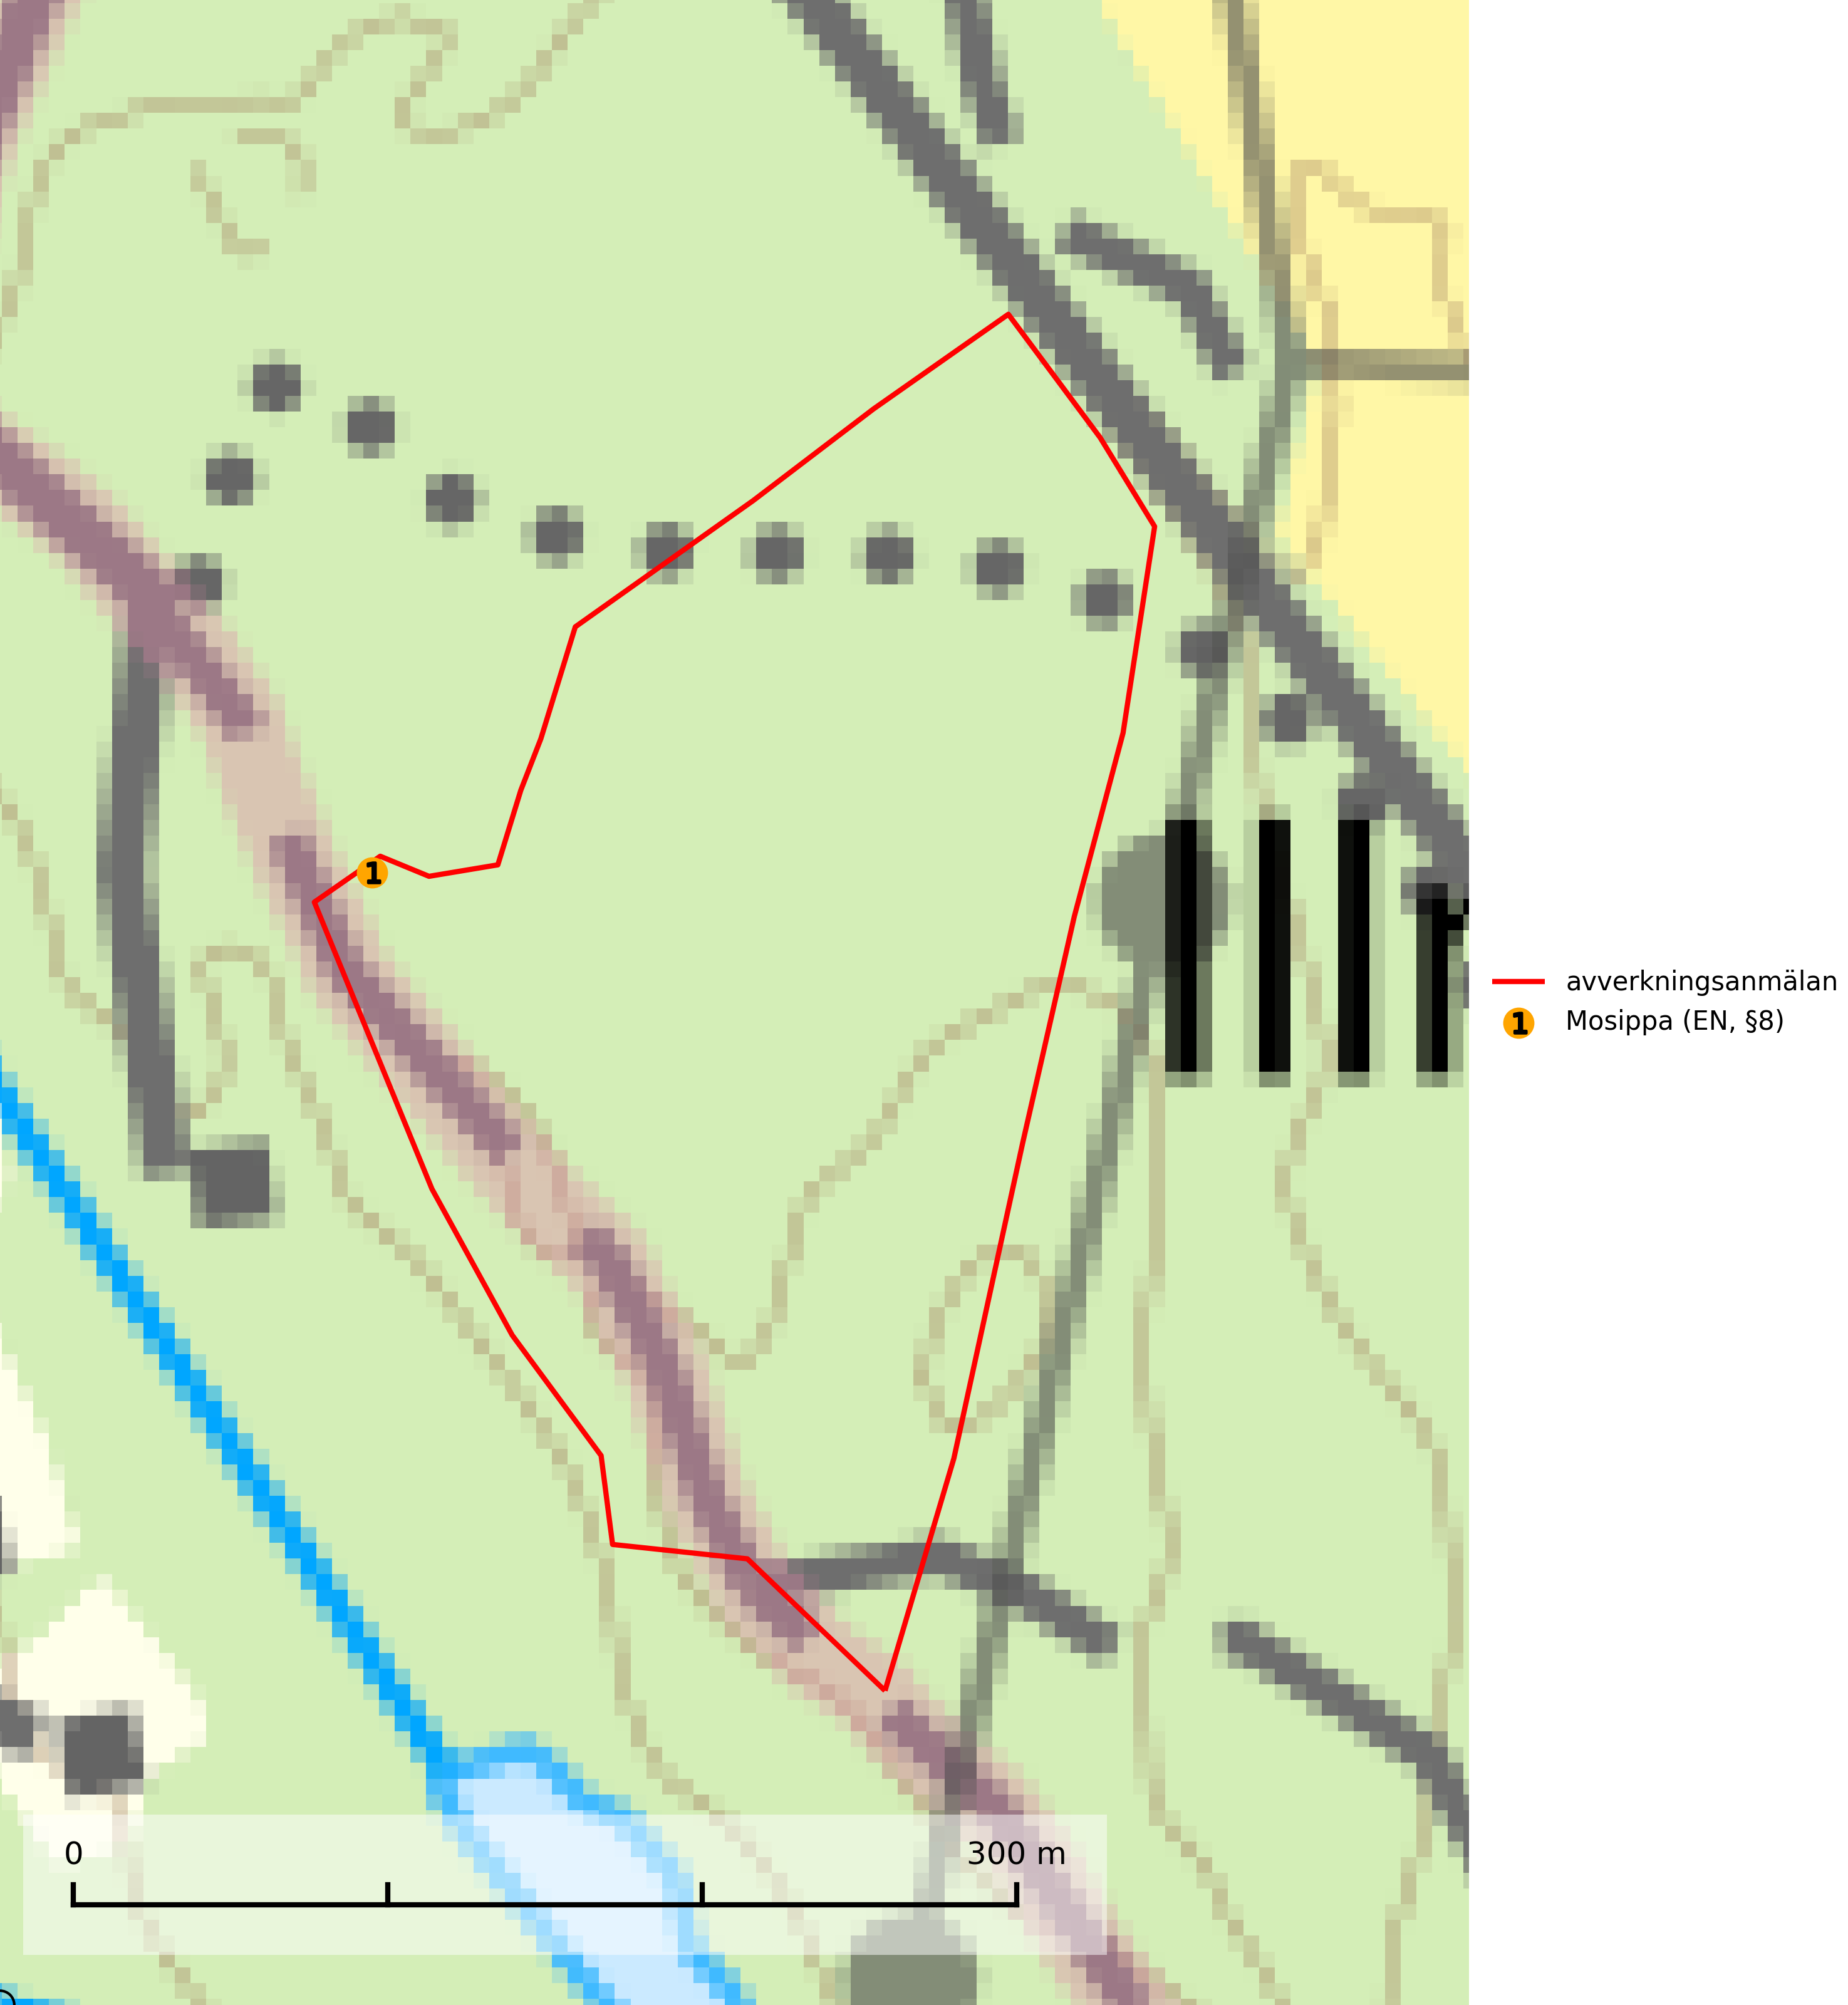 1
avverkningsanmälan
1 Mosippa (EN, §8)
0 300 m